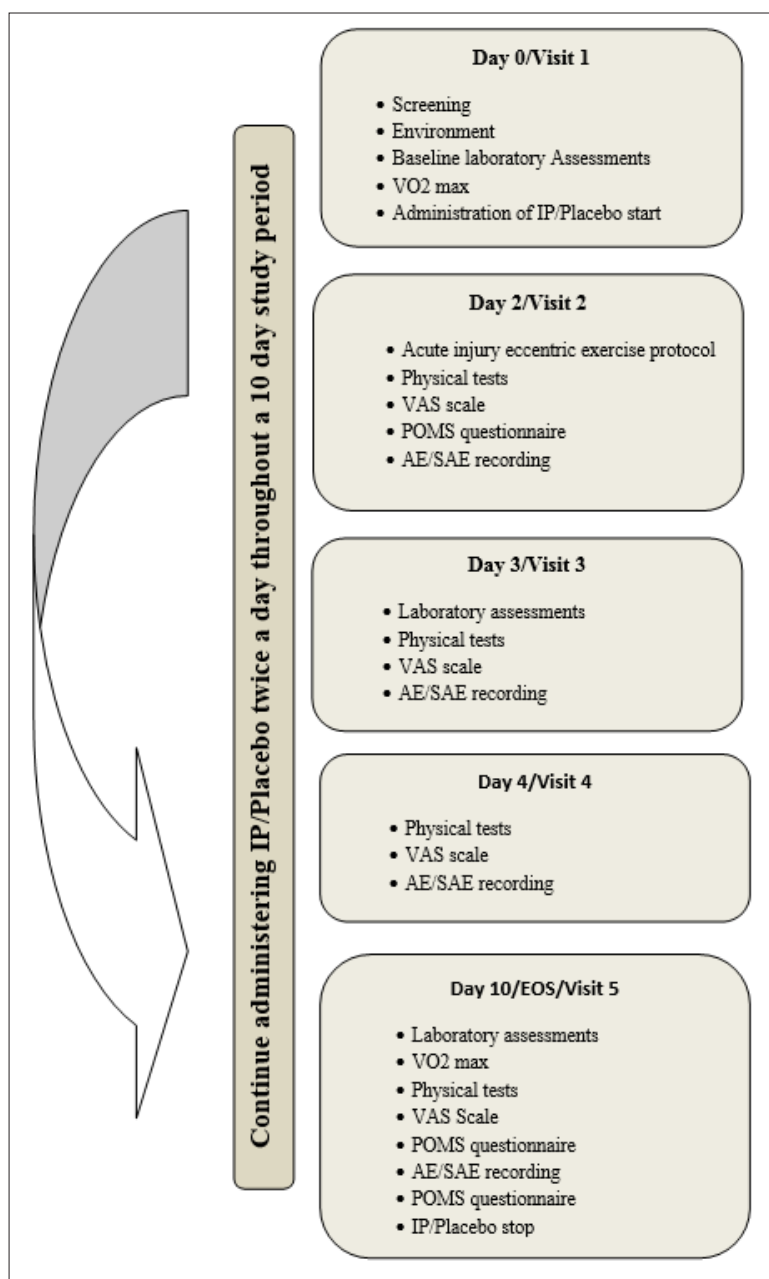 Continue administering IP/Placebo twice a day throughout a 10 day study period
Day 0/Visit 1
• Screening
• Environment
• Baseline laboratory Assessments
• VO2 max
• Administration of IP/Placebo start
Day 2/Visit 2
• Acute injury eccentric exercise protocol
• Physical tests
• VAS scale
• POMS questionnaire
• AE/SAE recording
Day 3/Visit 3
• Laboratory assessments
• Physical tests
• VAS scale
• AE/SAE recording
Day 4/Visit 4
• Physical tests
• VAS scale
• AE/SAE recording
Day 10/EOS/Visit 5
• Laboratory assessments
• VO2 max
• Physical tests
• VAS Scale
• POMS questionnaire
• AE/SAE recording
• POMS questionnaire
• IP/Placebo stop